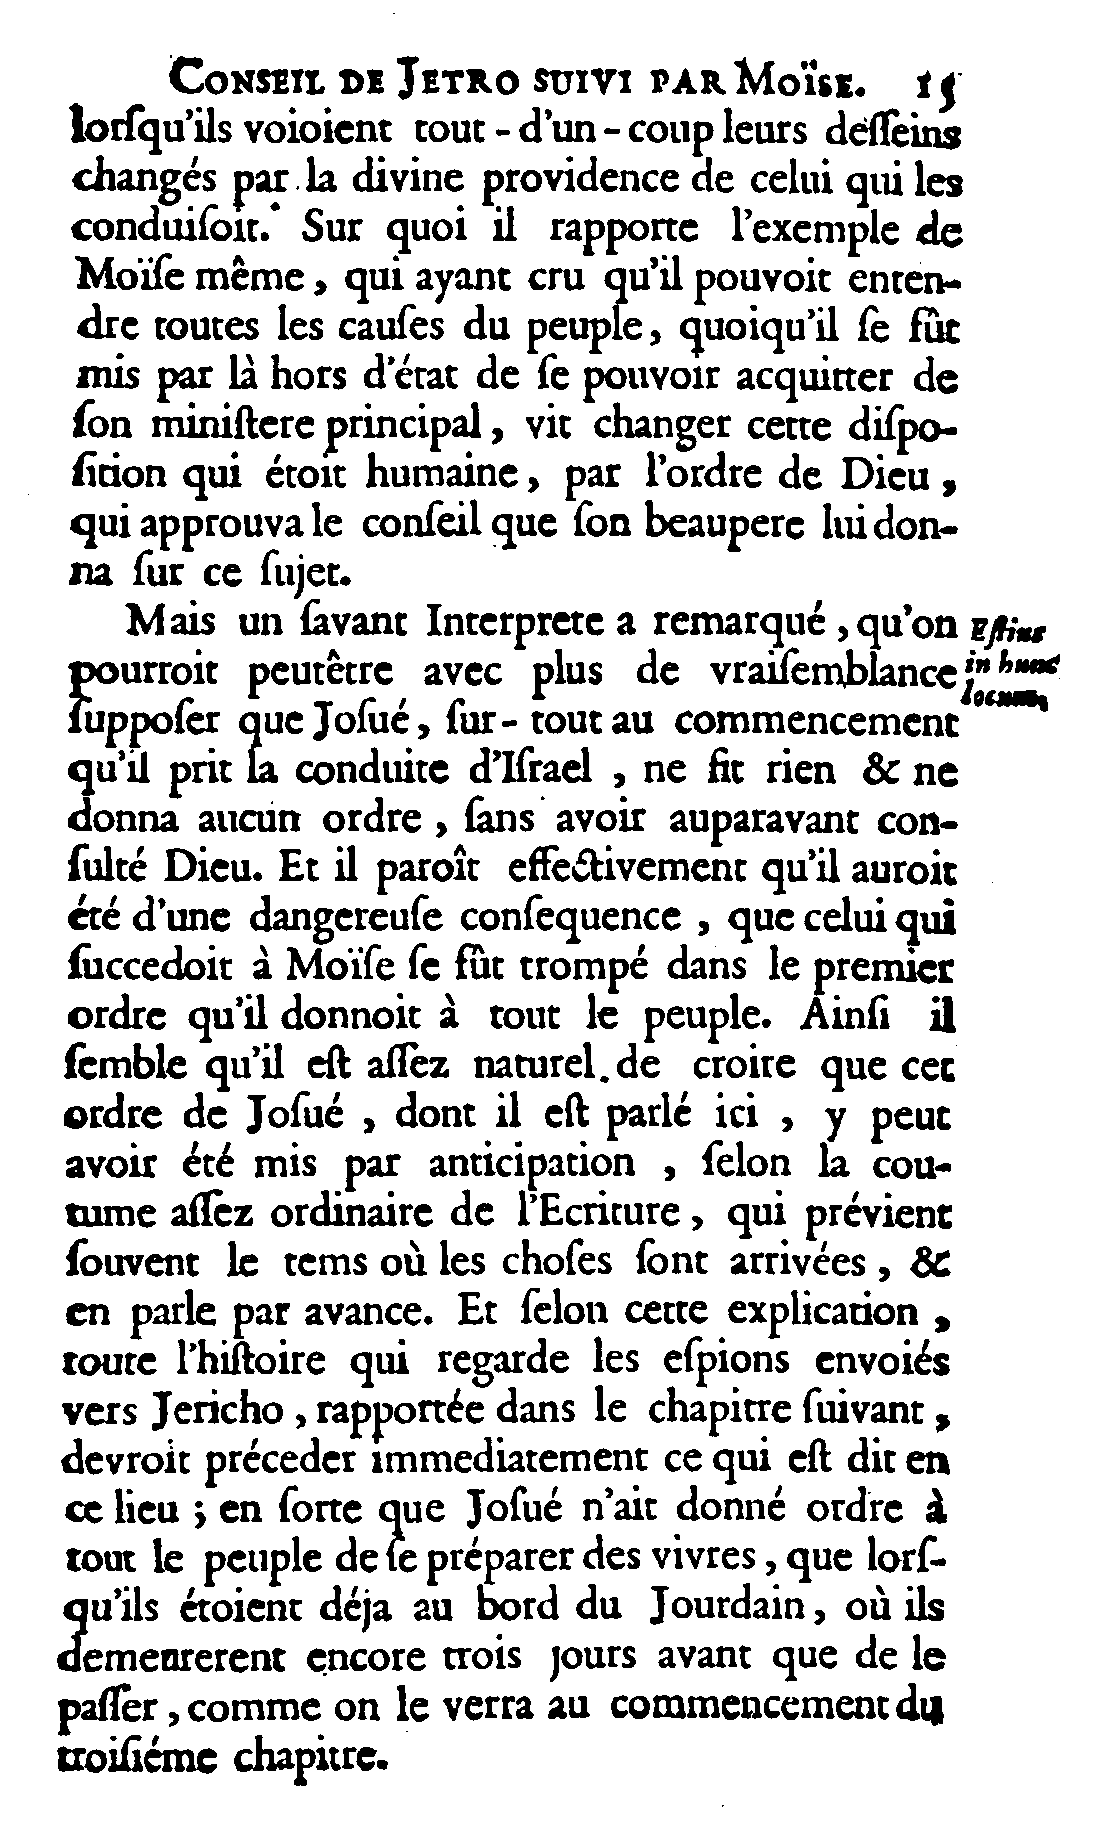 CONSEIL DE JETRO SUIVI PAR MOÏSE. 15
lorſqu'ils voioient tout-d'un-coup leurs deſſeins
changés par la divine providence de celui qui les
conduiſoit. Sur quoi il rapporte l'exemple de
Moïſe même, qui ayant cru qu'il pouvoit enten-
dre toutes les cauſes du peuple, quoiqu'il ſe fût
mis par là hors d'état de ſe pouvoir acquitter de
ſon miniſtere principal, vit changer cette diſpo-
ſition qui étoit humaine, par l'ordre de Dieu,
qui approuva le conſeil que ſon beaupere lui don-
na ſur ce ſujet.
Mais un ſavant Interprete a remarqué, qu'on
pourroit peutêtre avec plus de vraiſemblance
ſuppoſer que Joſué, ſur-tout au commencement
qu'il prit la conduite d'Iſrael, ne fit rien & ne
donna aucun ordre, ſans avoir auparavant con-
ſulté Dieu. Et il paroît effectivement qu'il auroit
été d'une dangereuſe conſequence, que celui qui
ſuccedoit à Moïſe ſe fût trompé dans le premier
ordre qu'il donnoit à tout le peuple. Ainſi il
ſemble qu'il eſt aſſez naturel de croire que cet
ordre de Joſué, dont il eſt parlé ici, y peut
avoir été mis par anticipation, ſelon la cou-
tume aſſez ordinaire de l'Ecriture, qui prévient
ſouvent le tems où les choſes ſont arrivées, &
en parle par avance. Et ſelon cette explication,
toute l'hiſtoire qui regarde les eſpions envoiés
vers Jericho, rapportée dans le chapitre ſuivant,
devroit préceder immediatement ce qui eſt dit en
ce lieu; en ſorte que Joſué n'ait donné ordre à
tout le peuple de ſe préparer des vivres, que lorſ-
qu'ils étoient déja au bord du Jourdain, où ils
demeurerent encore trois jours avant que de le
paſſer, comme on le verra au commencement du
troiſiéme chapitre.
Eſtius
in hunc
locum.